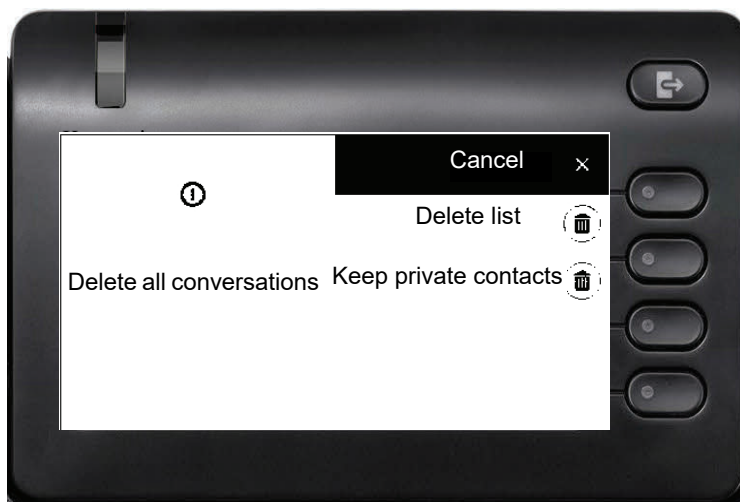 Cancel
Delete list
Delete all conversations
Keep private contacts